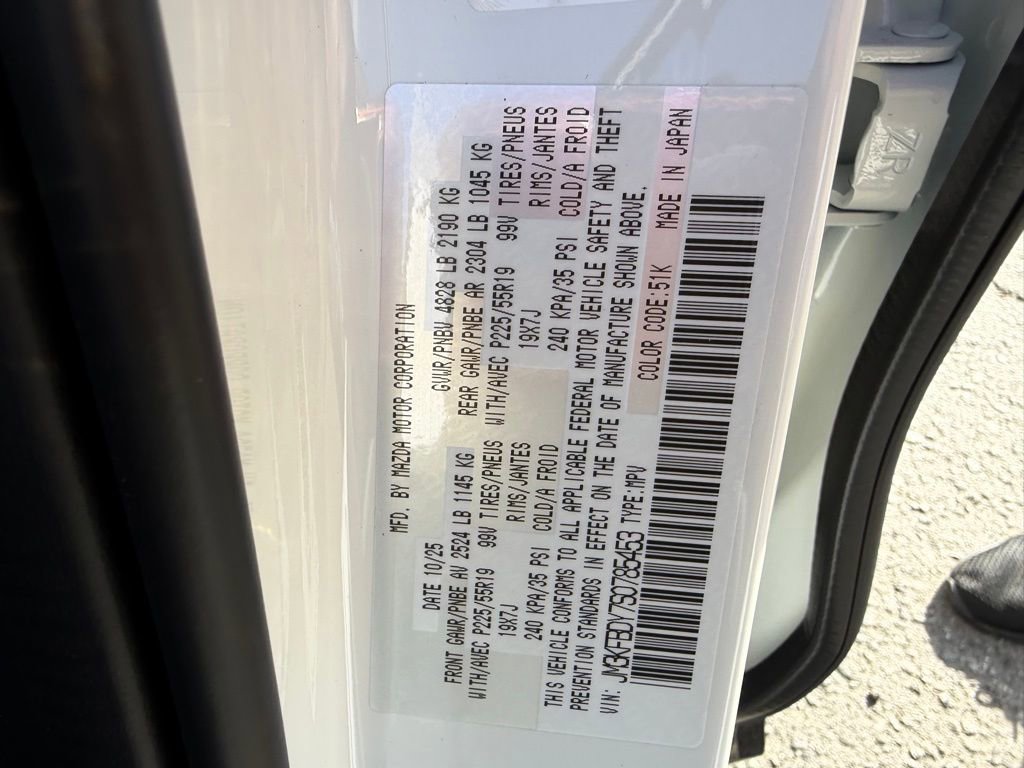 MFD. BY MAZDA MOTOR CORPORATION
DATE 10/25 GVWR/PNBV 4828 LB 2190 KG
FRONT GAWR/PNBE AV 2524 LB 1145 KG REAR GAWR/PNBE AR 2304 LB 1045 KG
WITH/AVEC P225/55R19 99V TIRES/PNEUS WITH/AVEC P225/55R19 99V TIRES/PNEUS
19X7J RIMS/JANTES 19X7J RIMS/JANTES
240 KPA/35 PSI COLD/A FROID 240 KPA/35 PSI COLD/A FROID
THIS VEHICLE CONFORMS TO ALL APPLICABLE FEDERAL MOTOR VEHICLE SAFETY AND THEFT
PREVENTION STANDARDS IN EFFECT ON THE DATE OF MANUFACTURE SHOWN ABOVE.
VIN: JM3KFBDY7S0785453 TYPE:MPV COLOR CODE:51K MADE IN JAPAN